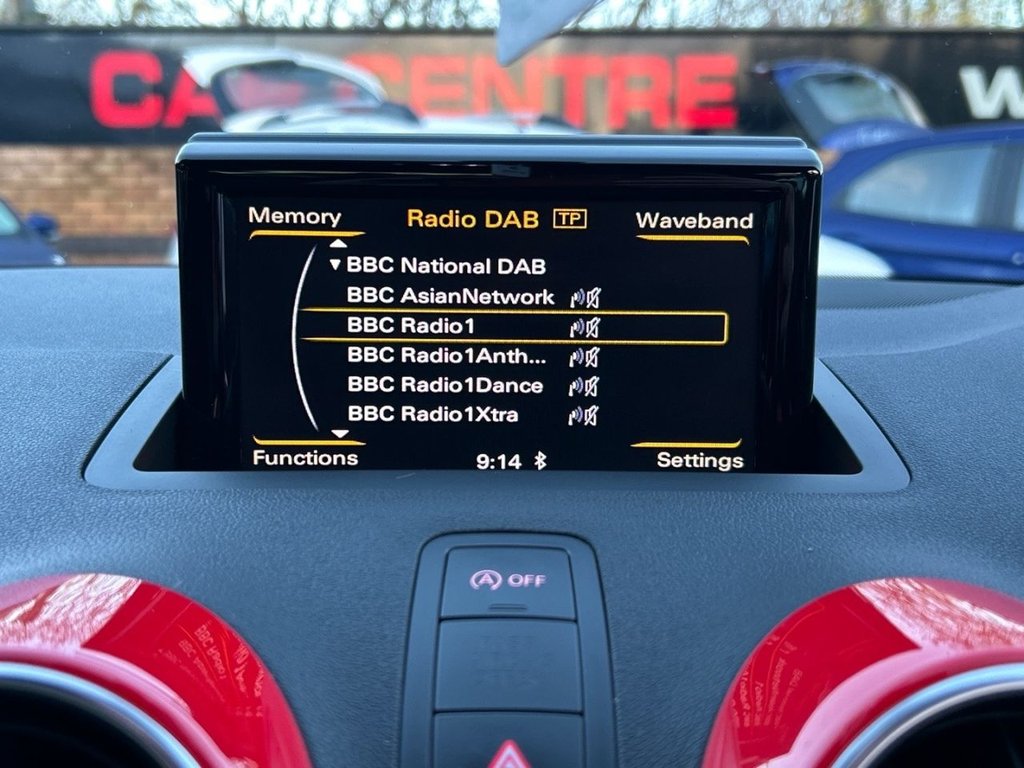 CAR CENTRE
W
Memory
Radio DAB TP
Waveband
BBC National DAB
BBC AsianNetwork
BBC Radio1
BBC Radio1Anth...
BBC Radio1Dance
BBC Radio1Xtra
Functions
9:14
Settings
A OFF